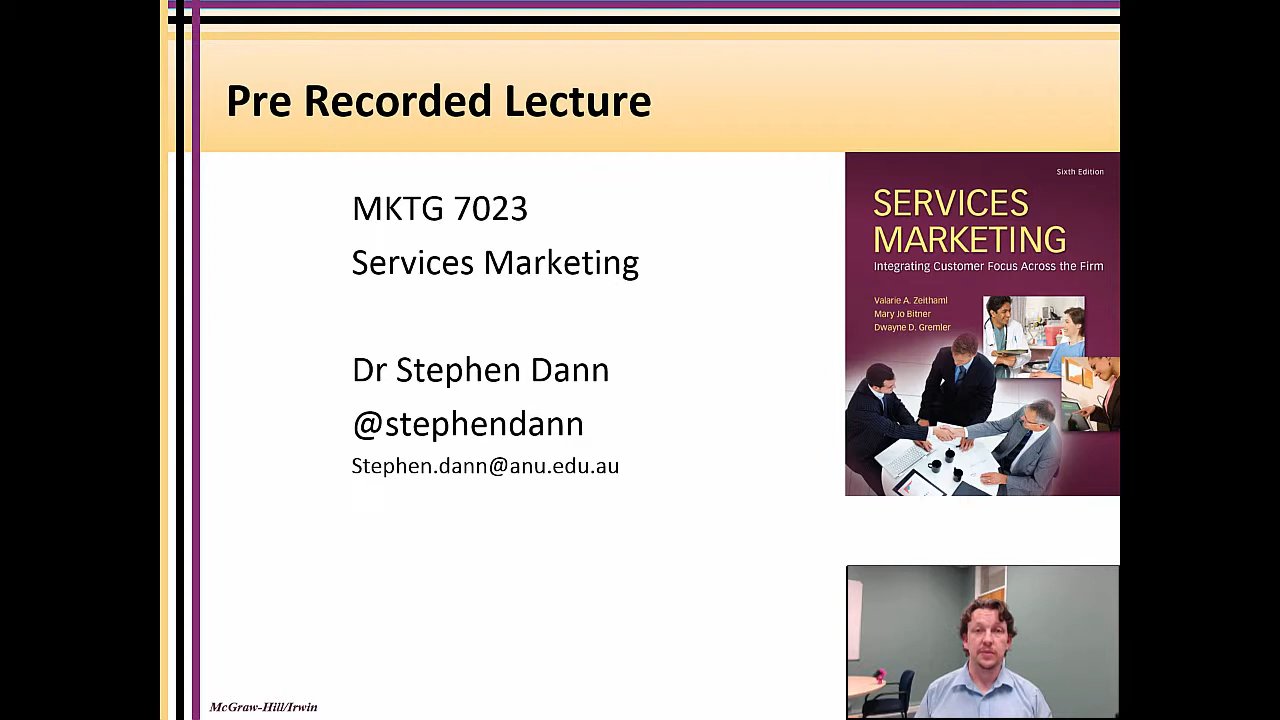 Pre Recorded Lecture
MKTG 7023
Services Marketing
Dr Stephen Dann
@stephendann
Stephen.dann@anu.edu.au
Sixth Edition
SERVICES
MARKETING
Integrating Customer Focus Across the Firm
Valarie A. Zeithaml
Mary Jo Bitner
Dwayne D. Gremler
McGraw-Hill/Irwin